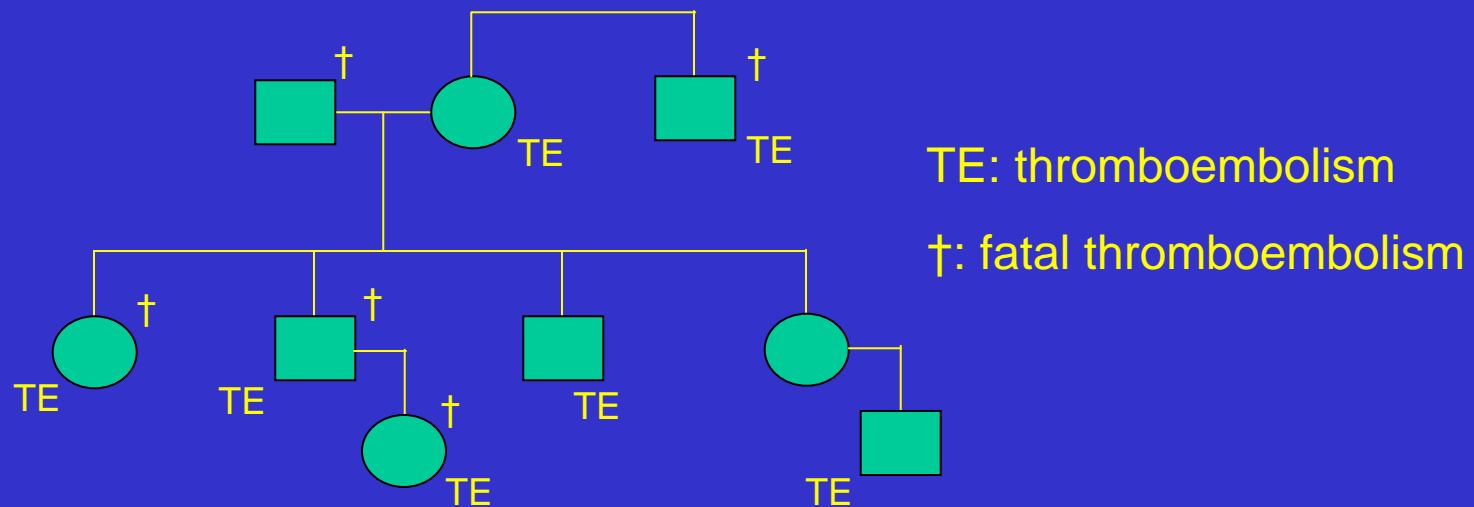 †
†
TE
TE
TE: thromboembolism
†: fatal thromboembolism
†
†
TE
TE
TE
†
TE
TE